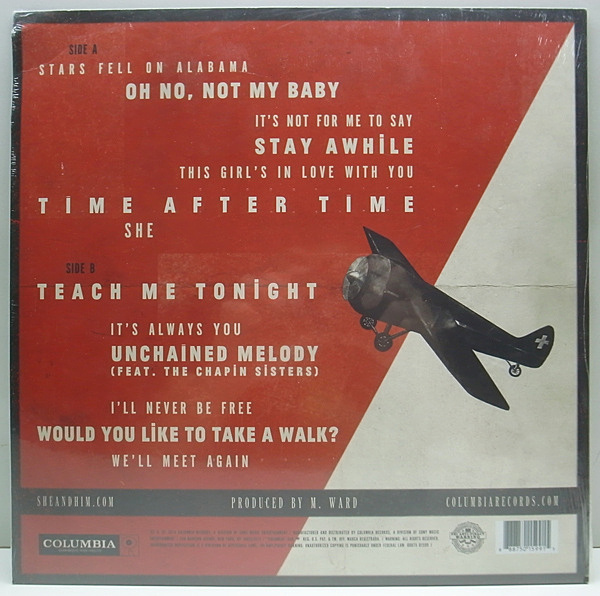 SIDE A
STARS FELL ON ALABAMA
OH NO, NOT MY BABY
IT'S NOT FOR ME TO SAY
STAY AWHiLE
THIS GIRL'S IN LOVE WITH YOU
TIME AFTER TIME
SHE
SIDE B
TEACH ME TONiGHT
IT'S ALWAYS YOU
UNCHAiNED MELODY
(FEAT. THE CHAPiN SiSTERS)
I'LL NEVER BE FREE
WOULD YOU LiKE TO TAKE A WALK?
WE'LL MEET AGAIN
SHEANDHIM.COM PRODUCED BY M. WARD COLUMBIARECORDS.COM
COLUMBIA